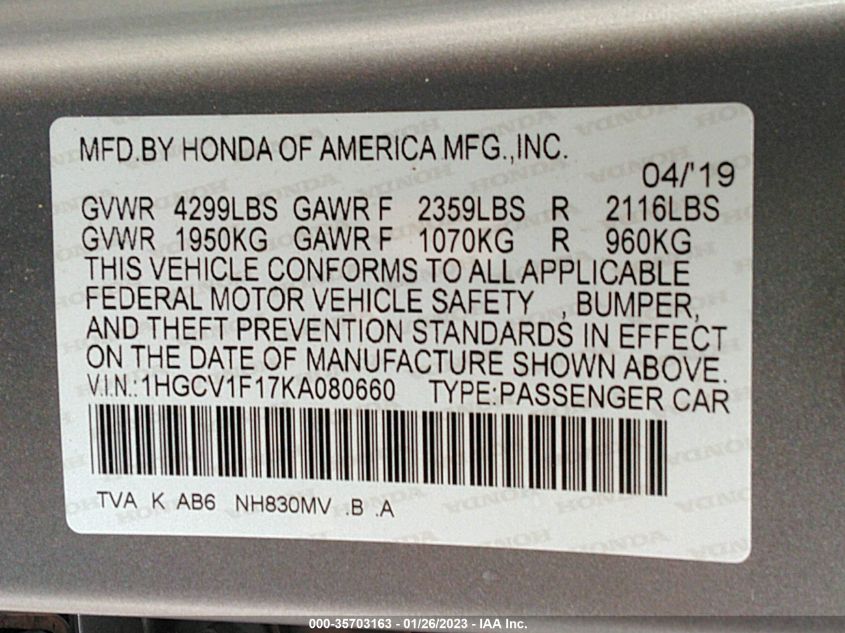 MFD.BY HONDA OF AMERICA MFG.,INC.
04/'19
GVWR 4299LBS GAWR F 2359LBS R 2116LBS
GVWR 1950KG GAWR F 1070KG R 960KG
THIS VEHICLE CONFORMS TO ALL APPLICABLE
FEDERAL MOTOR VEHICLE SAFETY , BUMPER,
AND THEFT PREVENTION STANDARDS IN EFFECT
ON THE DATE OF MANUFACTURE SHOWN ABOVE.
V.I.N.:1HGCV1F17KA080660 TYPE:PASSENGER CAR
TVA K AB6 NH830MV .B .A
000-35703163 - 01/26/2023 - IAA Inc.